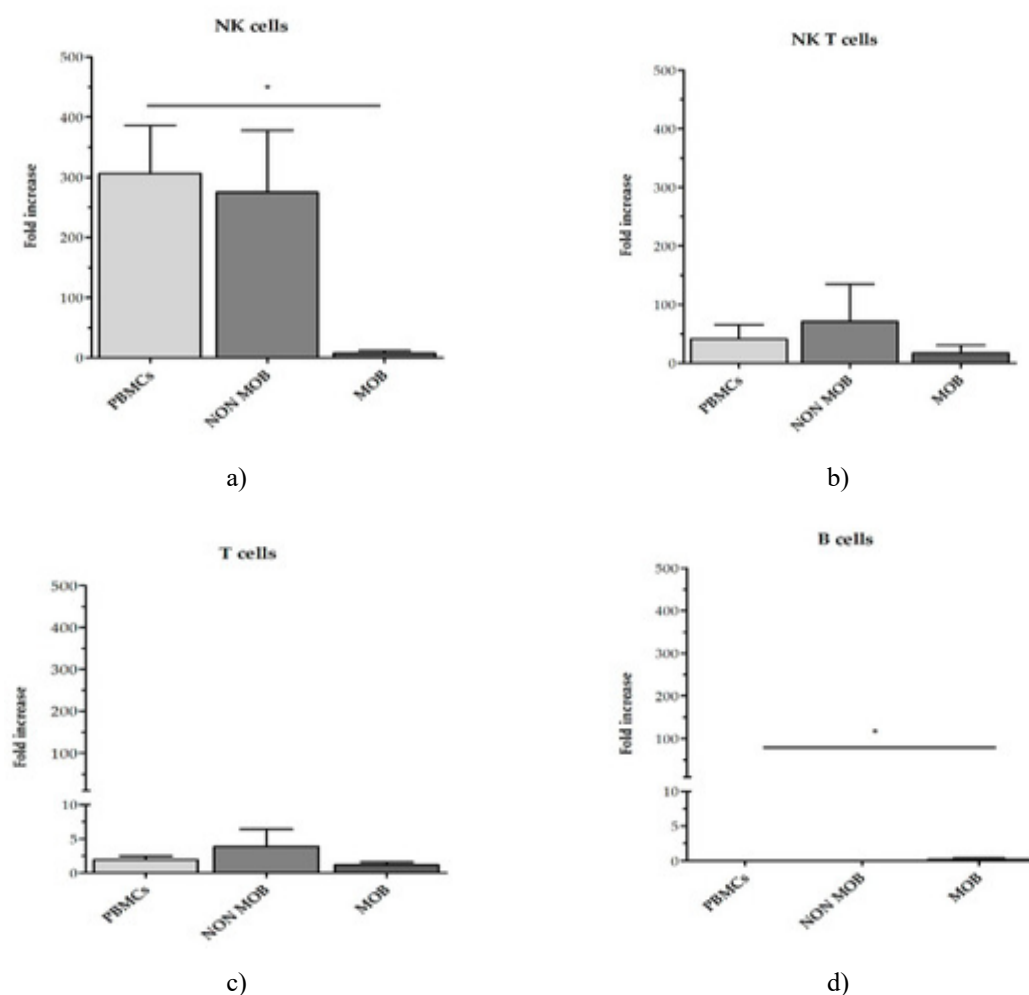 NK cells
500
400
300
200
100
0
Fold increase
*
PBMCs
NON MOB
MOB
a)
NK T cells
500
400
300
200
100
0
Fold increase
PBMCs
NON MOB
MOB
b)
T cells
500
400
300
200
100
10
5
0
Fold increase
PBMCs
NON MOB
MOB
c)
B cells
500
400
300
200
100
10
5
0
Fold increase
*
PBMCs
NON MOB
MOB
d)